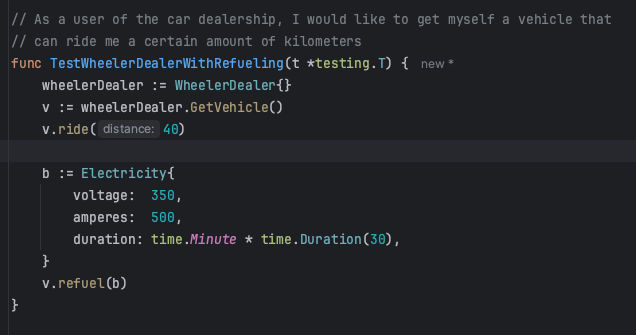 // As a user of the car dealership, I would like to get myself a vehicle that
// can ride me a certain amount of kilometers
func TestWheelerDealerWithRefueling(t *testing.T) { new *
    wheelerDealer := WheelerDealer{}
    v := wheelerDealer.GetVehicle()
    v.ride( distance: 40)

    b := Electricity{
        voltage:  350,
        amperes:  500,
        duration: time.Minute * time.Duration(30),
    }
    v.refuel(b)
}